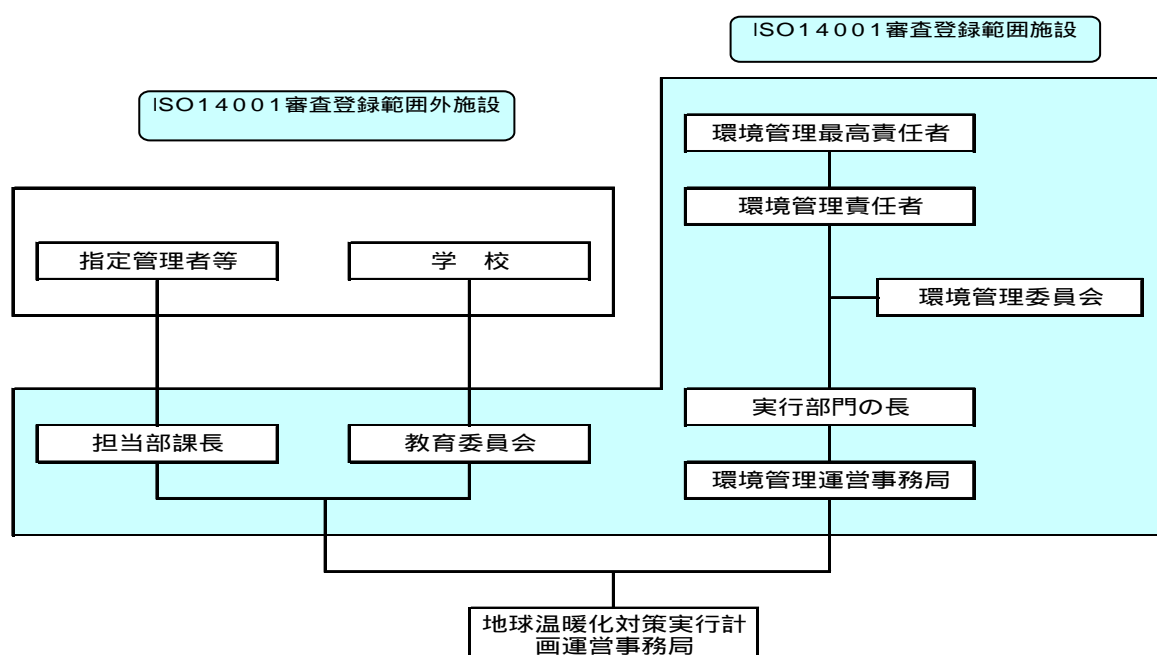 ISO14001審査登録範囲施設
ISO14001審査登録範囲外施設
環境管理最高責任者
環境管理責任者
指定管理者等
学　校
環境管理委員会
実行部門の長
担当部課長
教育委員会
環境管理運営事務局
地球温暖化対策実行計
画運営事務局